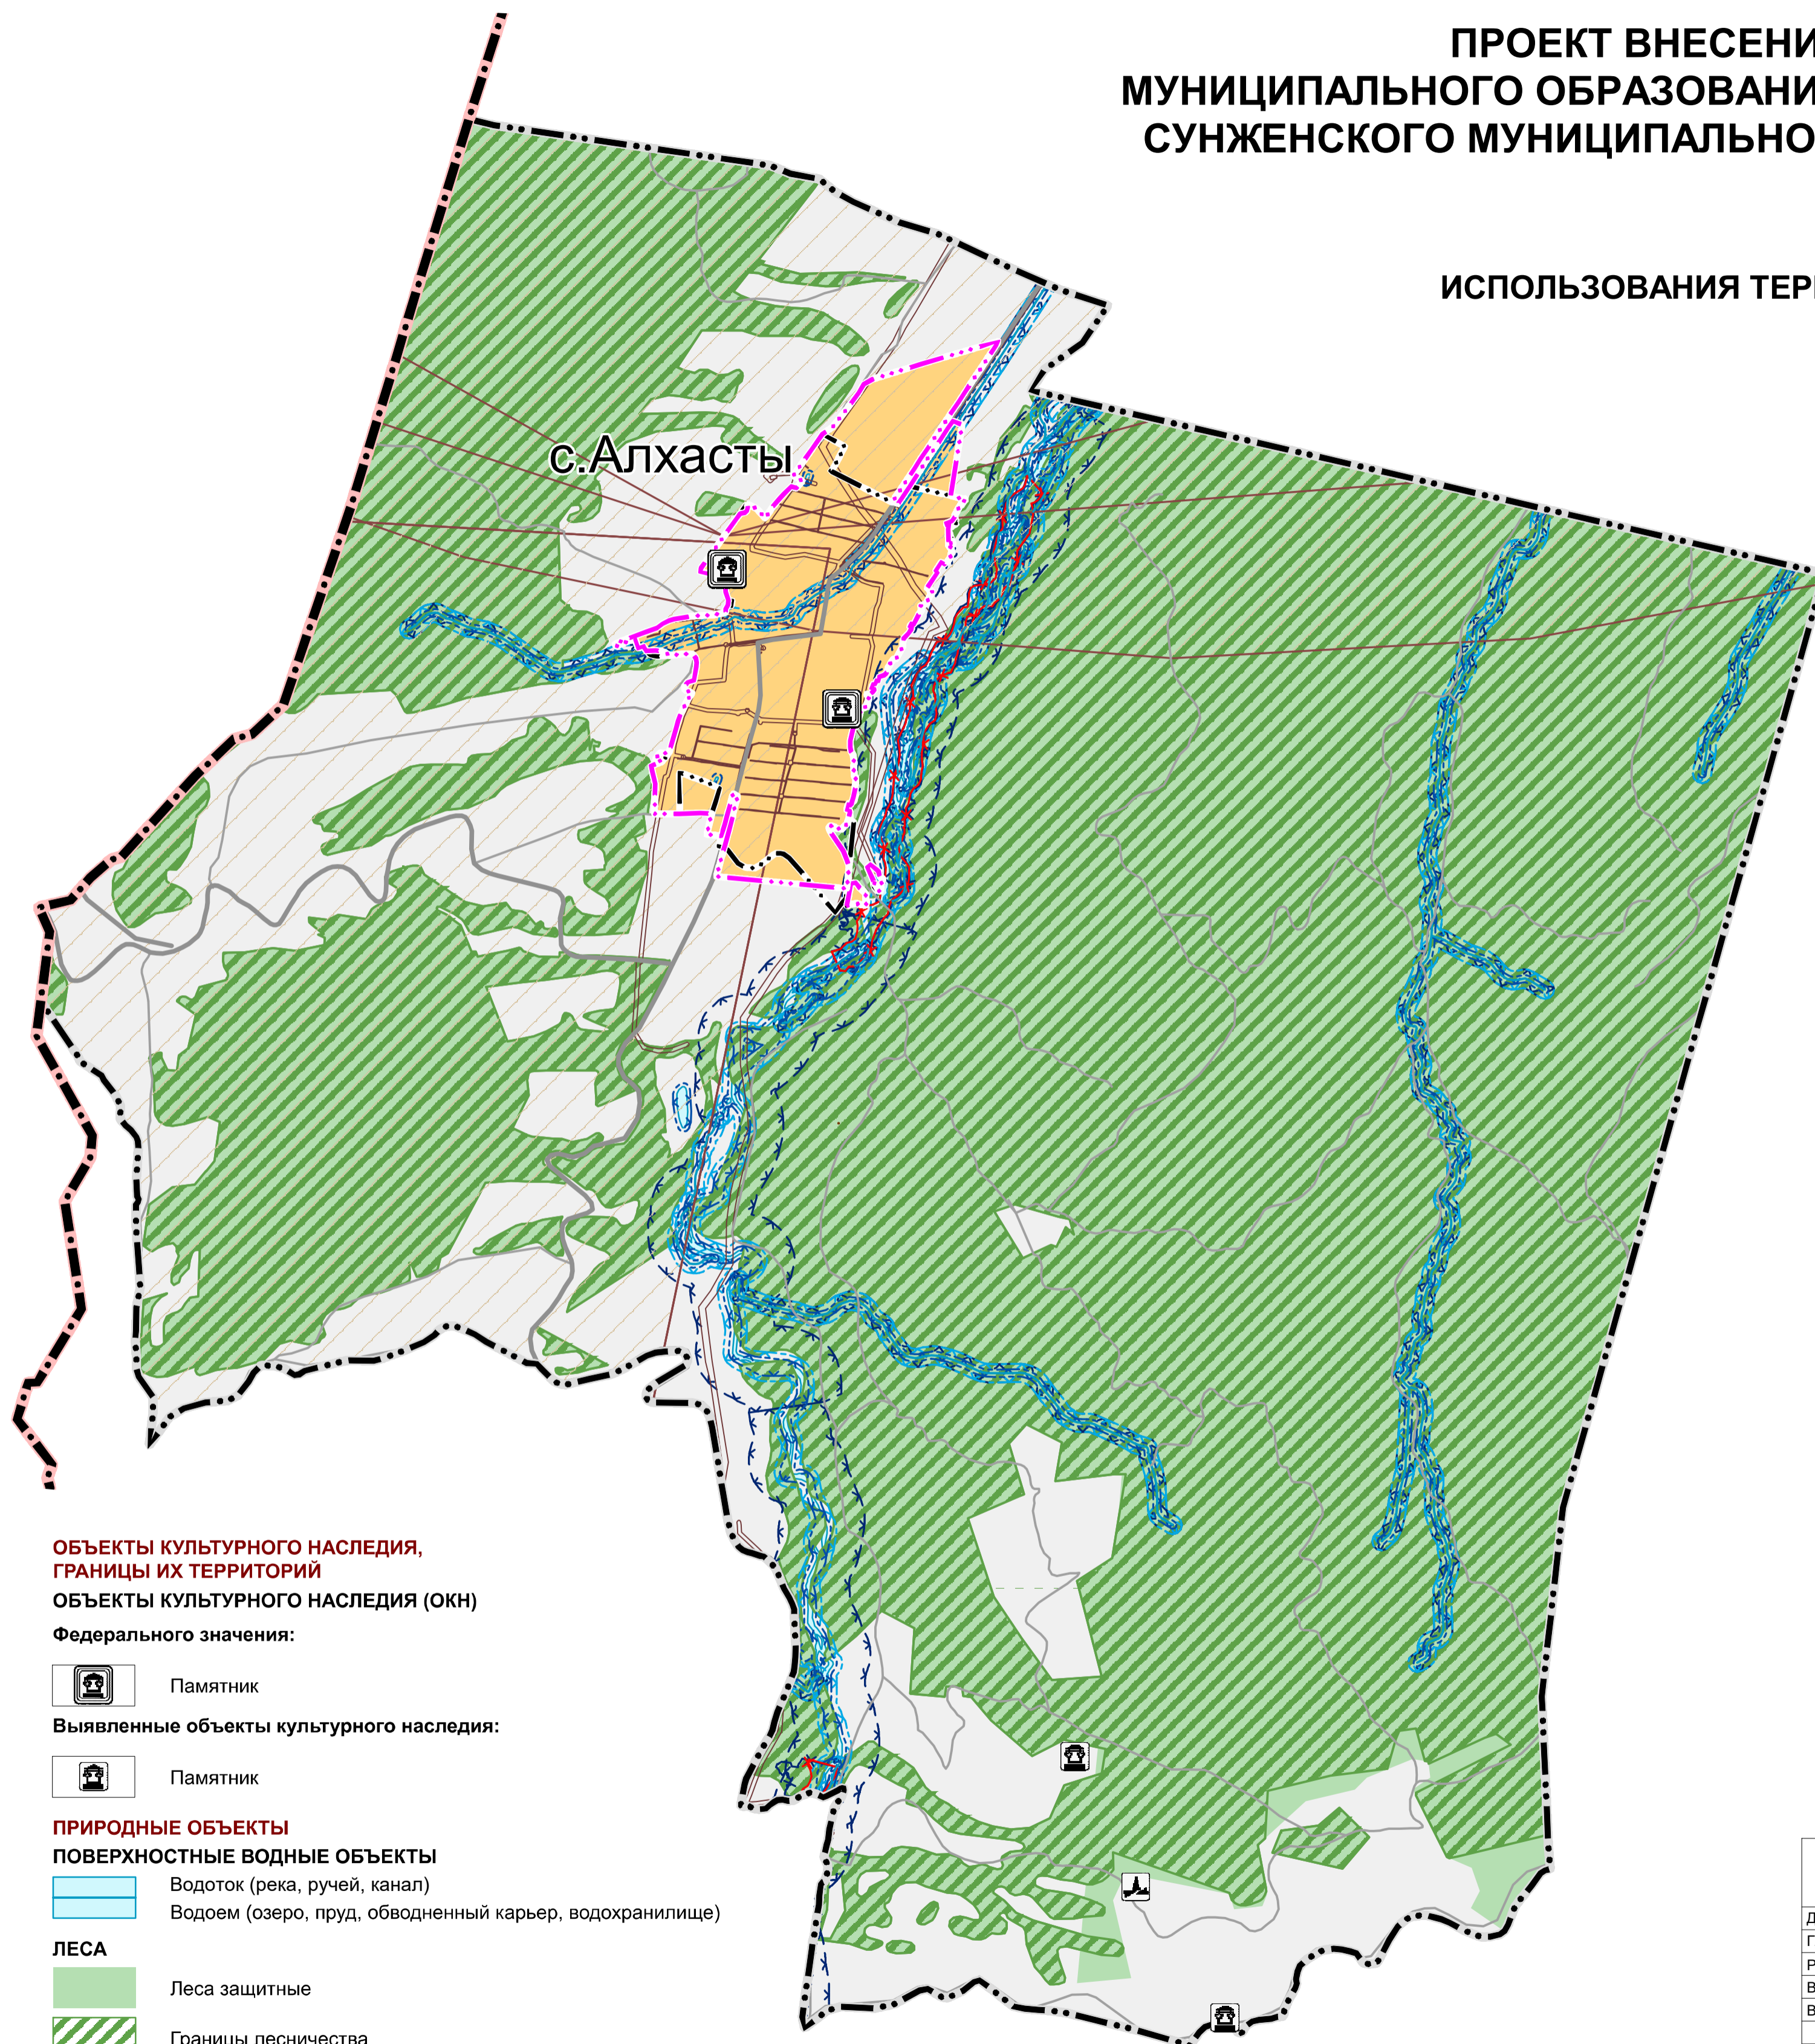 ПРОЕКТ ВНЕСЕНИ
МУНИЦИПАЛЬНОГО ОБРАЗОВАНИ
СУНЖЕНСКОГО МУНИЦИПАЛЬНО
ИСПОЛЬЗОВАНИЯ ТЕР
с.Алхасты
ОБЪЕКТЫ КУЛЬТУРНОГО НАСЛЕДИЯ,
ГРАНИЦЫ ИХ ТЕРРИТОРИЙ
ОБЪЕКТЫ КУЛЬТУРНОГО НАСЛЕДИЯ (ОКН)
Федерального значения:
Памятник
Выявленные объекты культурного наследия:
Памятник
ПРИРОДНЫЕ ОБЪЕКТЫ
ПОВЕРХНОСТНЫЕ ВОДНЫЕ ОБЪЕКТЫ
Водоток (река, ручей, канал)
Водоем (озеро, пруд, обводненный карьер, водохранилище)
ЛЕСА
Леса защитные
Границы лесничества
Д
Г
Р
В
В